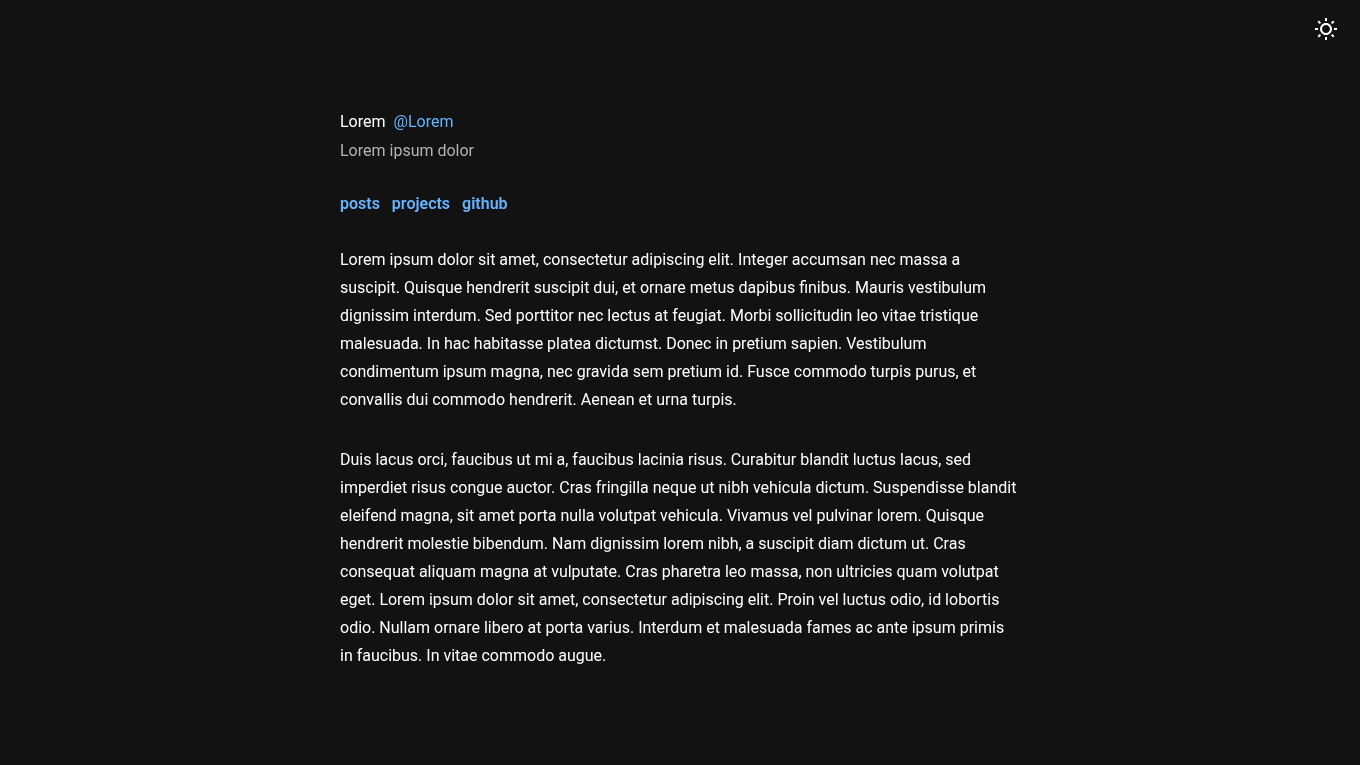 Lorem @Lorem
Lorem ipsum dolor
posts projects github
Lorem ipsum dolor sit amet, consectetur adipiscing elit. Integer accumsan nec massa a
suscipit. Quisque hendrerit suscipit dui, et ornare metus dapibus finibus. Mauris vestibulum
dignissim interdum. Sed porttitor nec lectus at feugiat. Morbi sollicitudin leo vitae tristique
malesuada. In hac habitasse platea dictumst. Donec in pretium sapien. Vestibulum
condimentum ipsum magna, nec gravida sem pretium id. Fusce commodo turpis purus, et
convallis dui commodo hendrerit. Aenean et urna turpis.
Duis lacus orci, faucibus ut mi a, faucibus lacinia risus. Curabitur blandit luctus lacus, sed
imperdiet risus congue auctor. Cras fringilla neque ut nibh vehicula dictum. Suspendisse blandit
eleifend magna, sit amet porta nulla volutpat vehicula. Vivamus vel pulvinar lorem. Quisque
hendrerit molestie bibendum. Nam dignissim lorem nibh, a suscipit diam dictum ut. Cras
consequat aliquam magna at vulputate. Cras pharetra leo massa, non ultricies quam volutpat
eget. Lorem ipsum dolor sit amet, consectetur adipiscing elit. Proin vel luctus odio, id lobortis
odio. Nullam ornare libero at porta varius. Interdum et malesuada fames ac ante ipsum primis
in faucibus. In vitae commodo augue.